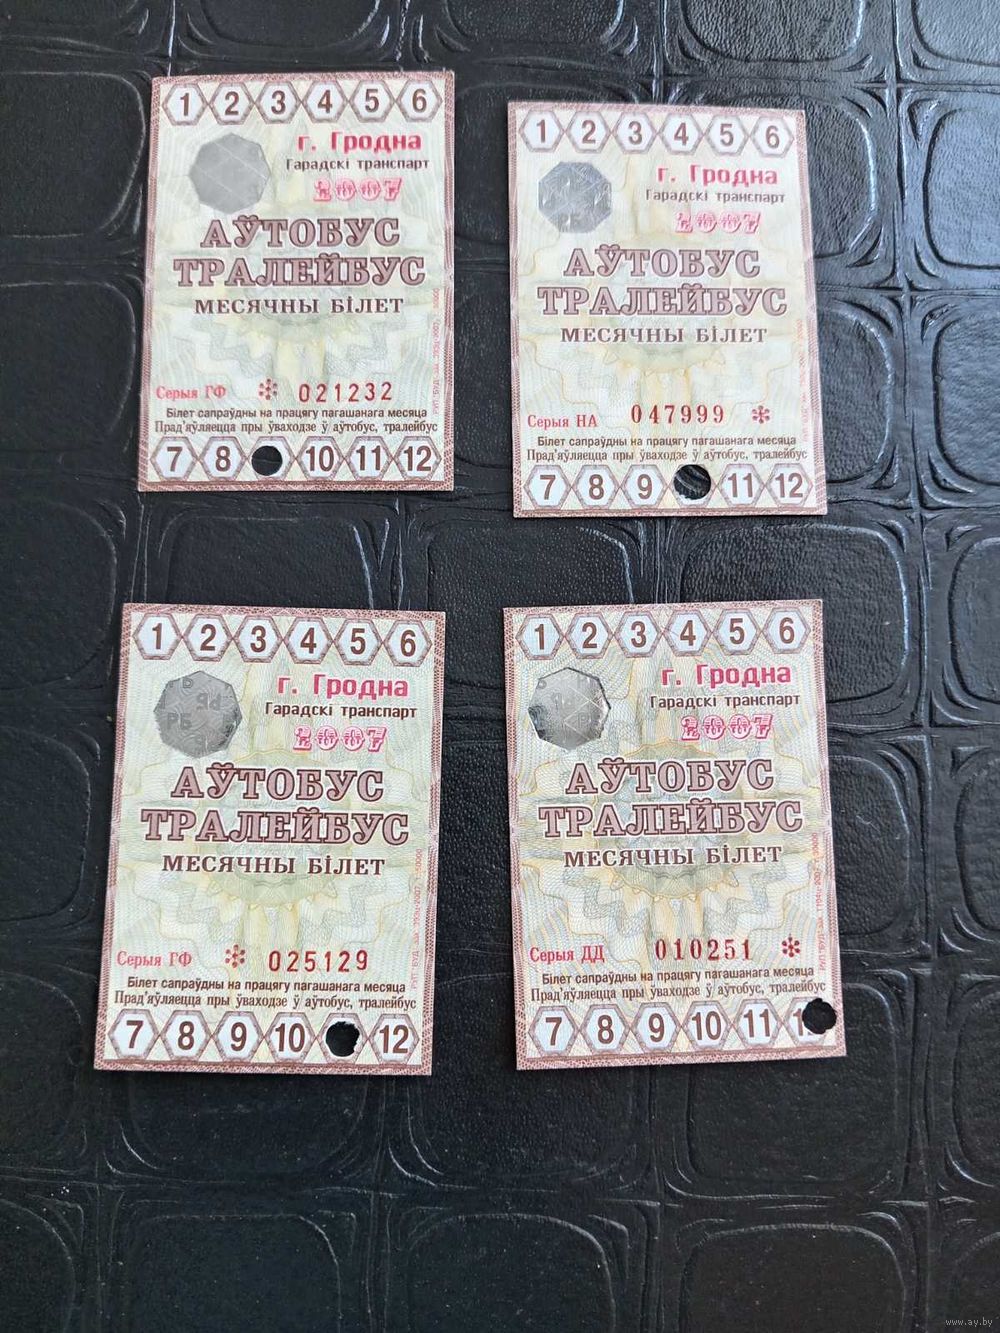 1 2 3 4 5 6
г. Гродна
Гарадскі транспарт
2007
АЎТОБУС
ТРАЛЕЙБУС
МЕСЯЧНЫ БІЛЕТ
Серыя ГФ * 021232
Білет сапраўдны на працягу пагашанага месяца
Прад'яўляецца пры ўваходзе ў аўтобус, тралейбус
7 8 10 11 12
1 2 3 4 5 6
г. Гродна
Гарадскі транспарт
2007
АЎТОБУС
ТРАЛЕЙБУС
МЕСЯЧНЫ БІЛЕТ
Серыя НА 047999 *
Білет сапраўдны на працягу пагашанага месяца
Прад'яўляецца пры ўваходзе ў аўтобус, тралейбус
7 8 9 11 12
1 2 3 4 5 6
г. Гродна
РБ РБ
Гарадскі транспарт
2007
АЎТОБУС
ТРАЛЕЙБУС
МЕСЯЧНЫ БІЛЕТ
Серыя ГФ * 025129
Білет сапраўдны на працягу пагашанага месяца
Прад'яўляецца пры ўваходзе ў аўтобус, тралейбус
7 8 9 10 12
1 2 3 4 5 6
г. Гродна
Гарадскі транспарт
2007
АЎТОБУС
ТРАЛЕЙБУС
МЕСЯЧНЫ БІЛЕТ
Серыя ДД 010251 *
Білет сапраўдны на працягу пагашанага месяца
Прад'яўляецца пры ўваходзе ў аўтобус, тралейбус
7 8 9 10 11
www.ay.by